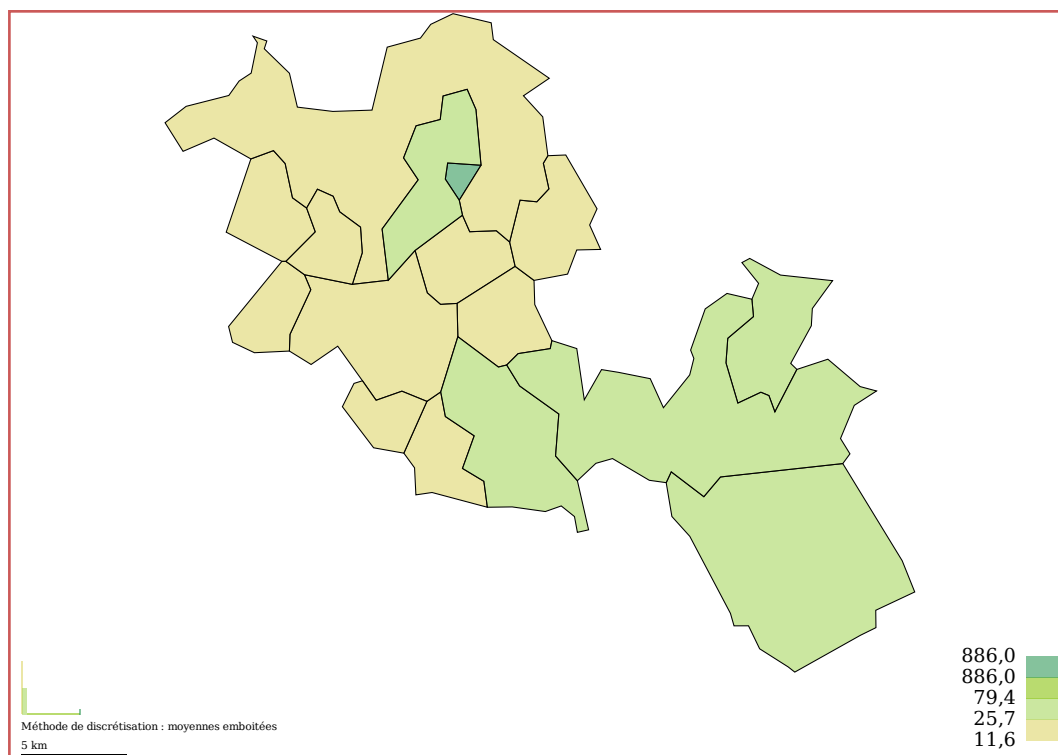 886,0
886,0
79,4
25,7
11,6
Méthode de discrétisation : moyennes emboitées
5 km